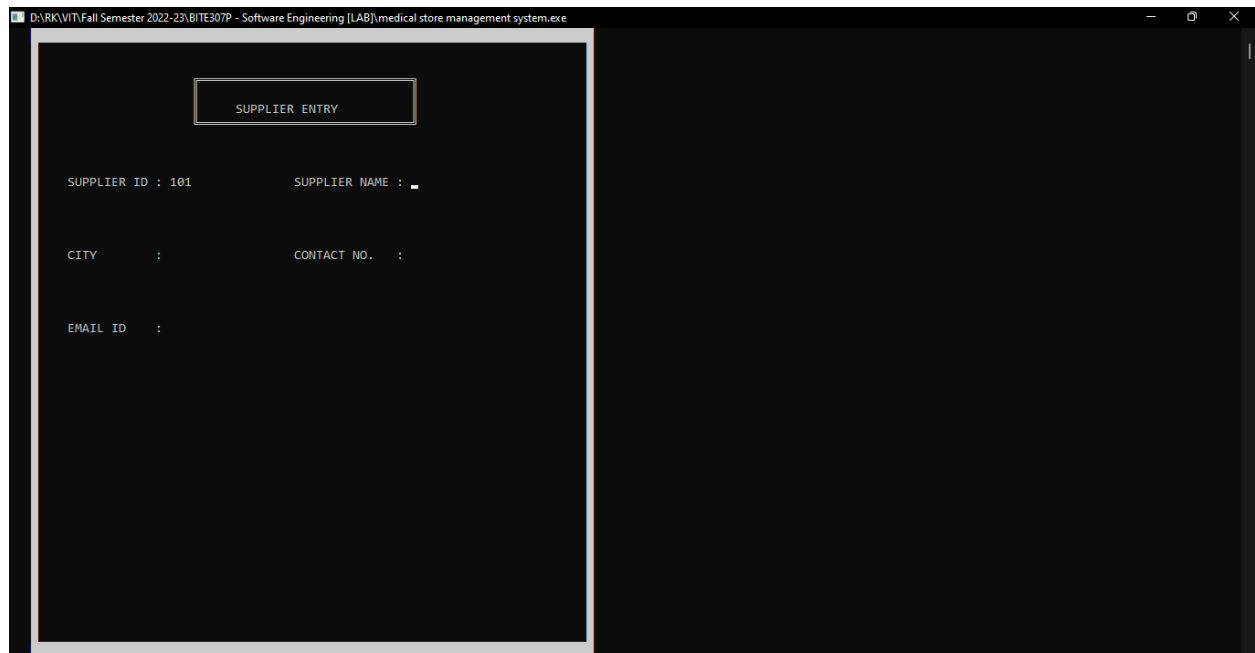 D:\RK\VIT\Fall Semester 2022-23\BITE307P - Software Engineering [LAB]\medical store management system.exe
SUPPLIER ENTRY
SUPPLIER ID : 101 SUPPLIER NAME :
CITY : CONTACT NO. :
EMAIL ID :